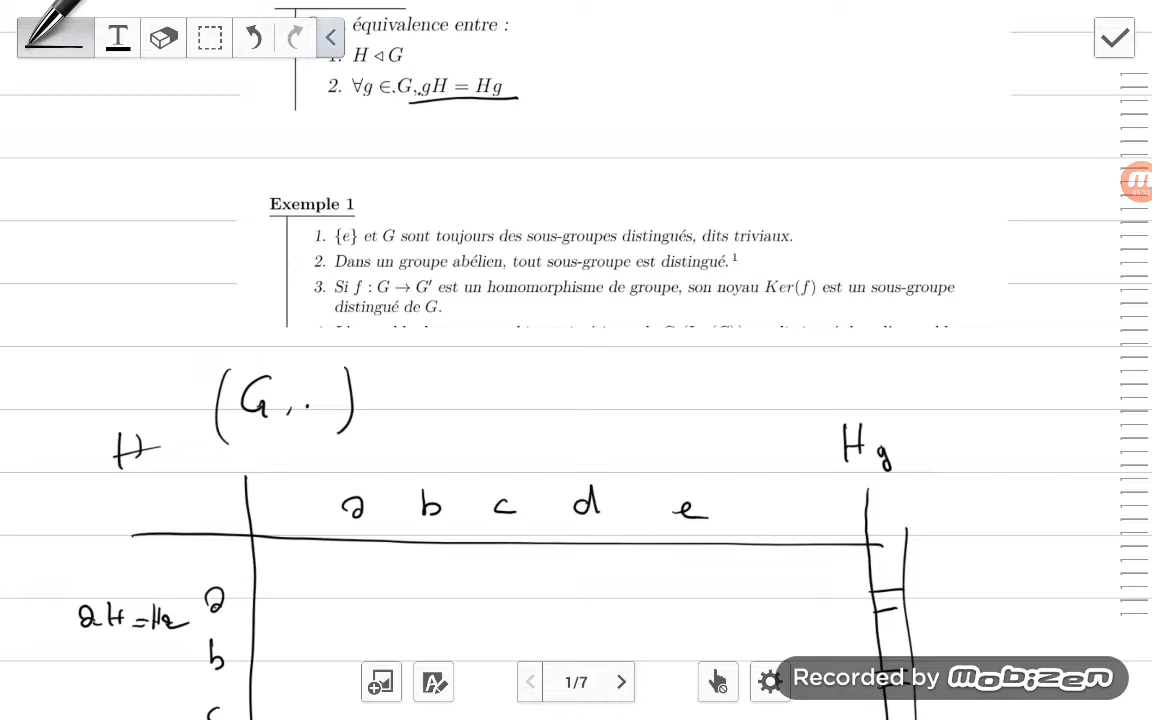 équivalence entre :
1. H ◁ G
2. ∀g ∈ G, gH = Hg
Exemple 1
1. {e} et G sont toujours des sous-groupes distingués, dits triviaux.
2. Dans un groupe abélien, tout sous-groupe est distingué.¹
3. Si f : G → G′ est un homomorphisme de groupe, son noyau Ker(f) est un sous-groupe
distingué de G.
(G, .)
H
Hg
a b c d e
a
aH = Ha
b
c
T
1/7
Recorded by mobizen